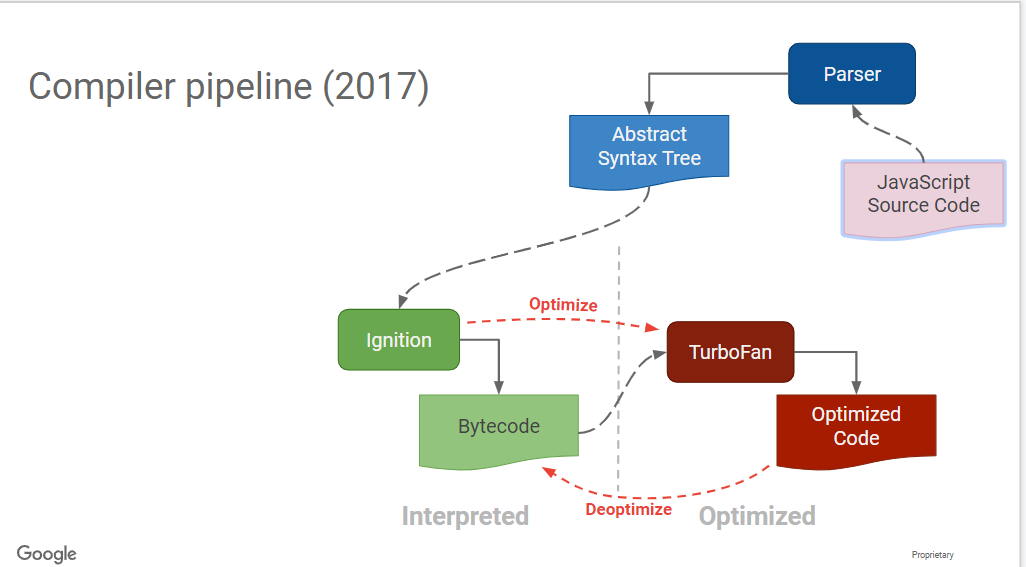 Compiler pipeline (2017)
Parser
Abstract
Syntax Tree
JavaScript
Source Code
Optimize
Ignition
TurboFan
Bytecode
Optimized
Code
Deoptimize
Interpreted
Optimized
Google
Proprietary